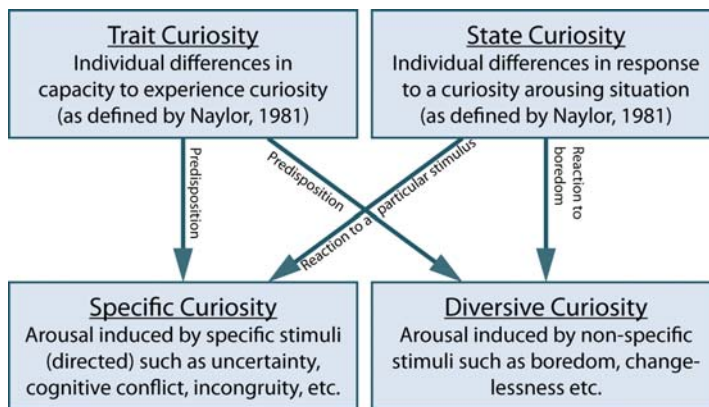 Trait Curiosity
Individual differences in
capacity to experience curiosity
(as defined by Naylor, 1981)
State Curiosity
Individual differences in response
to a curiosity arousing situation
(as defined by Naylor, 1981)
Predisposition
Predisposition
Reaction to a particular stimulus
Reaction to
boredom
Specific Curiosity
Arousal induced by specific stimuli
(directed) such as uncertainty,
cognitive conflict, incongruity, etc.
Diversive Curiosity
Arousal induced by non-specific
stimuli such as boredom, change-
lessness etc.